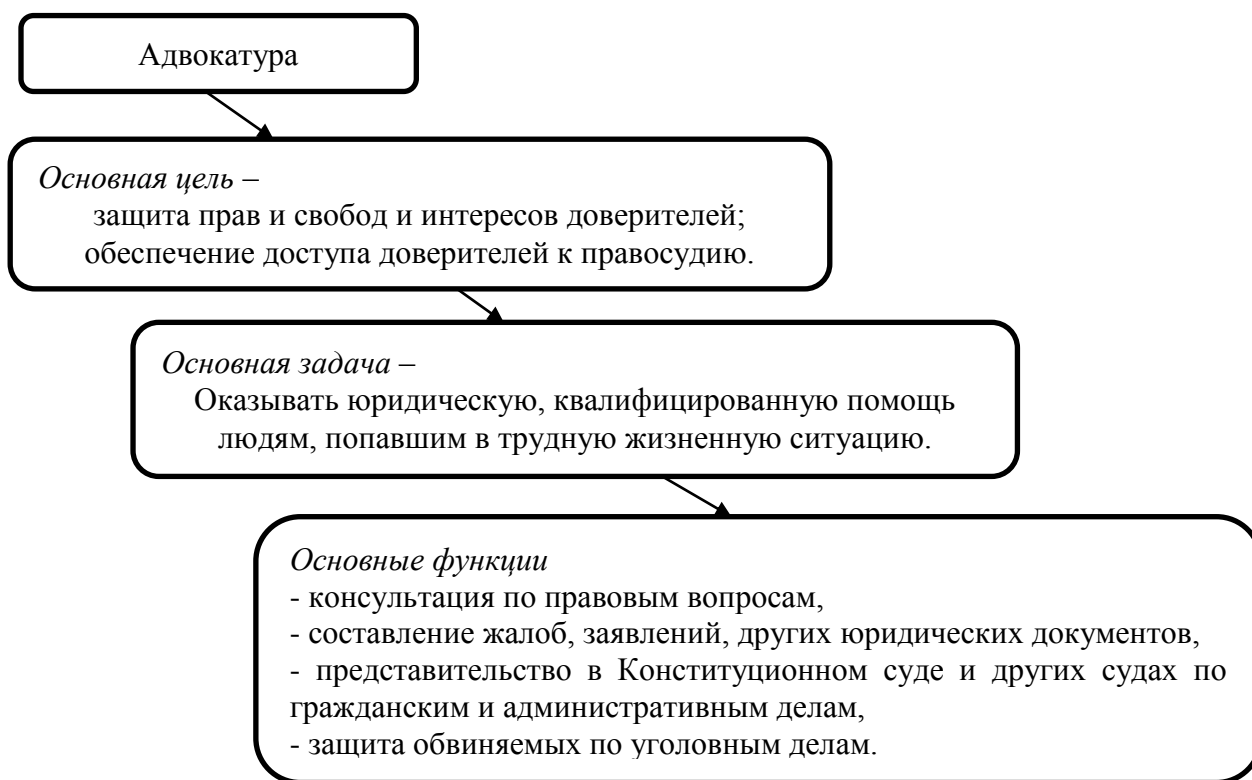 Адвокатура
Основная цель –
защита прав и свобод и интересов доверителей;
обеспечение доступа доверителей к правосудию.
Основная задача –
Оказывать юридическую, квалифицированную помощь
людям, попавшим в трудную жизненную ситуацию.
Основные функции
- консультация по правовым вопросам,
- составление жалоб, заявлений, других юридических документов,
- представительство в Конституционном суде и других судах по
гражданским и административным делам,
- защита обвиняемых по уголовным делам.